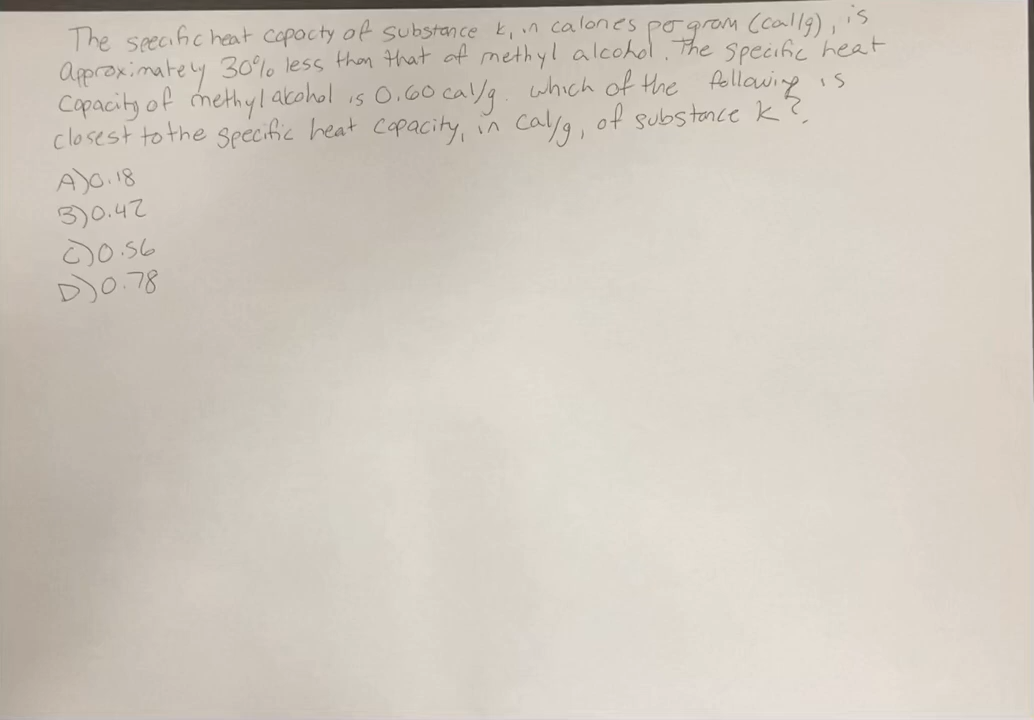 The specific heat capacty of substance k, in calories per gram (cal/g), is
approximately 30% less than that of methyl alcohol. The specific heat
capacity of methyl alcohol is 0.60 cal/g. which of the following is
closest to the specific heat capacity, in cal/g, of substance k?
A) 0.18
B) 0.42
C) 0.56
D) 0.78